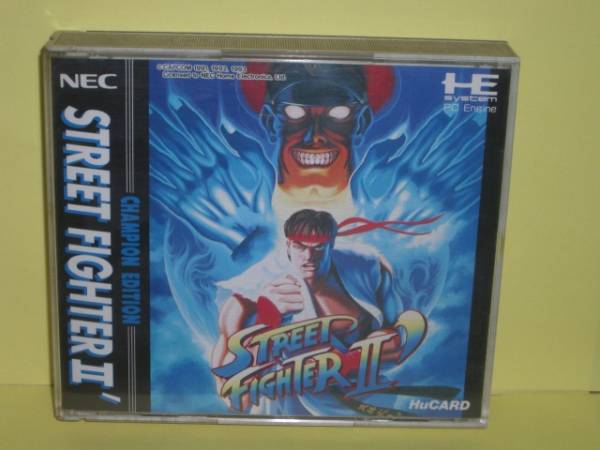 NEC
STREET FIGHTER II'
CHAMPION EDITION
©CAPCOM 1991, 1992, 1993
Licensed to NEC Home Electronics, Ltd.
HE
system
PC Engine
STREET
FIGHTER II'
HuCARD